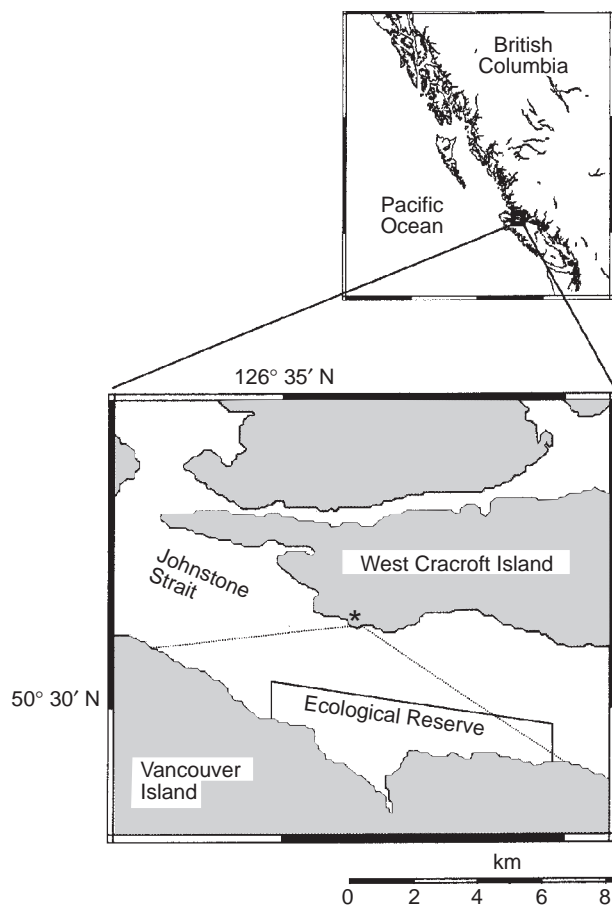 British
Columbia
Pacific
Ocean
126° 35′ N
Johnstone
Strait
West Cracroft Island
*
50° 30′ N
Ecological Reserve
Vancouver
Island
km
0 2 4 6 8